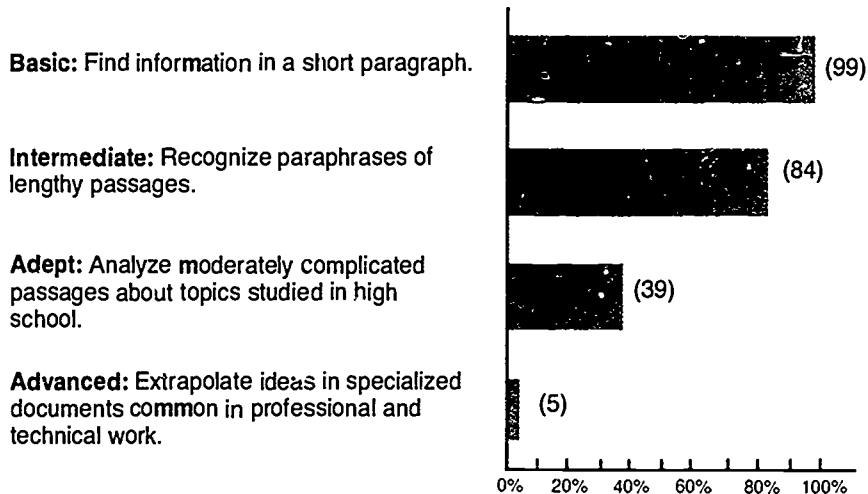 Basic: Find information in a short paragraph.
(99)
Intermediate: Recognize paraphrases of
lengthy passages.
(84)
Adept: Analyze moderately complicated
passages about topics studied in high
school.
(39)
Advanced: Extrapolate ideas in specialized
documents common in professional and
technical work.
(5)
0% 20% 40% 60% 80% 100%